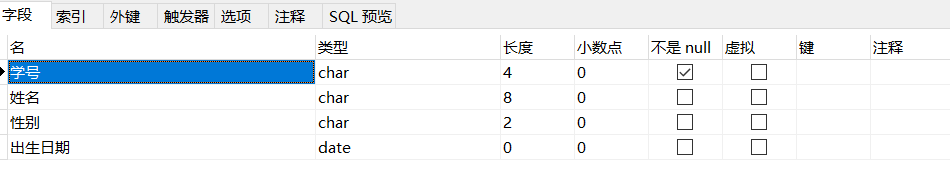 字段 索引 外键 触发器 选项 注释 SQL 预览
名 类型 长度 小数点 不是 null 虚拟 键 注释
学号 char 4 0
姓名 char 8 0
性别 char 2 0
出生日期 date 0 0